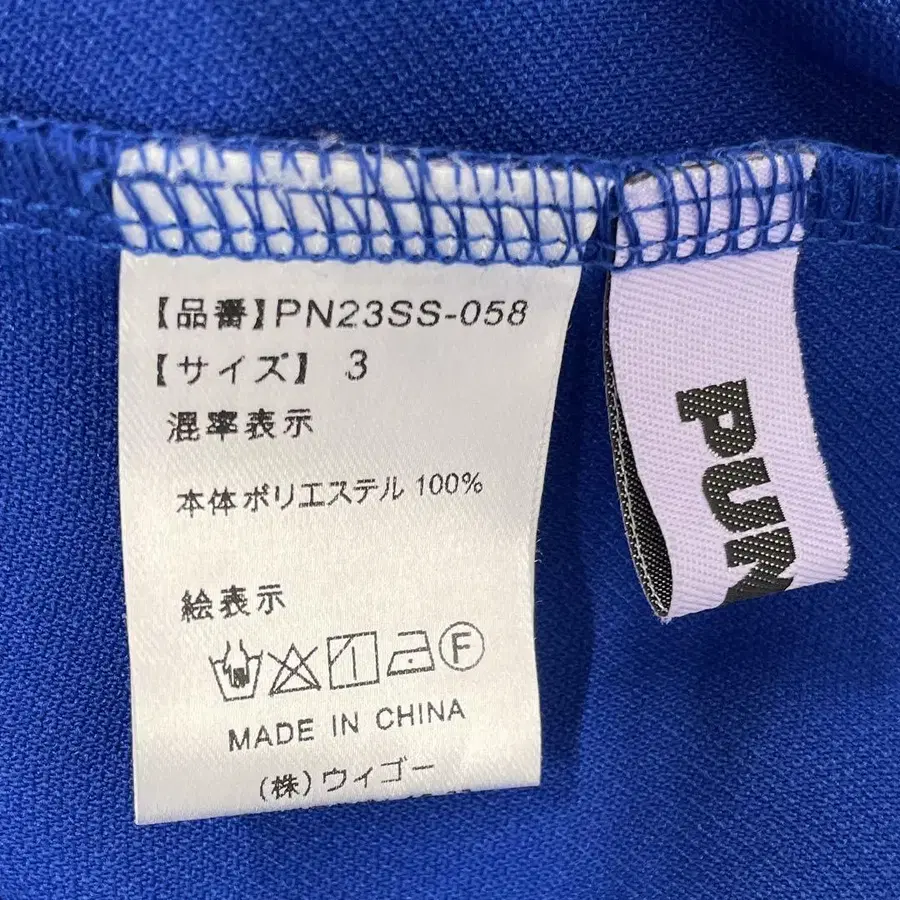 【品番】PN23SS-058
【サイズ】 3
混率表示
本体ポリエステル 100%
絵表示
F
MADE IN CHINA
(株)ウィゴー
PUN